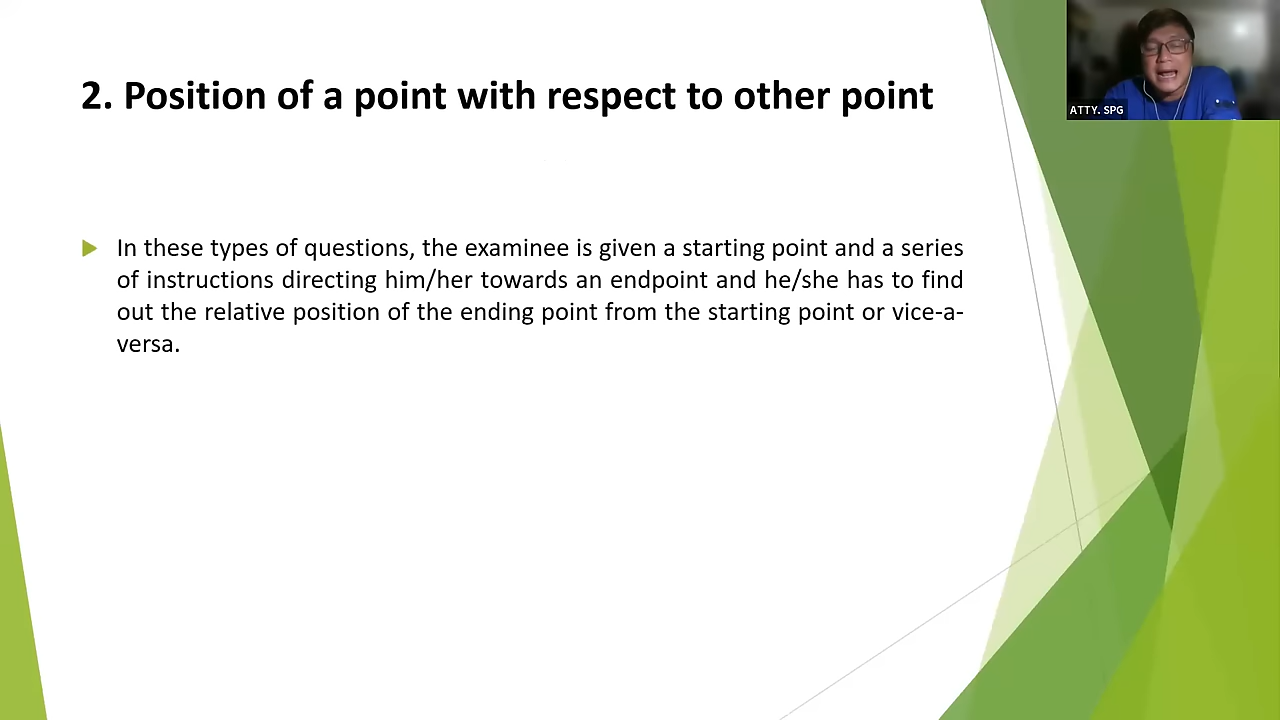 2. Position of a point with respect to other point
ATTY. SPG
In these types of questions, the examinee is given a starting point and a series
of instructions directing him/her towards an endpoint and he/she has to find
out the relative position of the ending point from the starting point or vice-a-
versa.